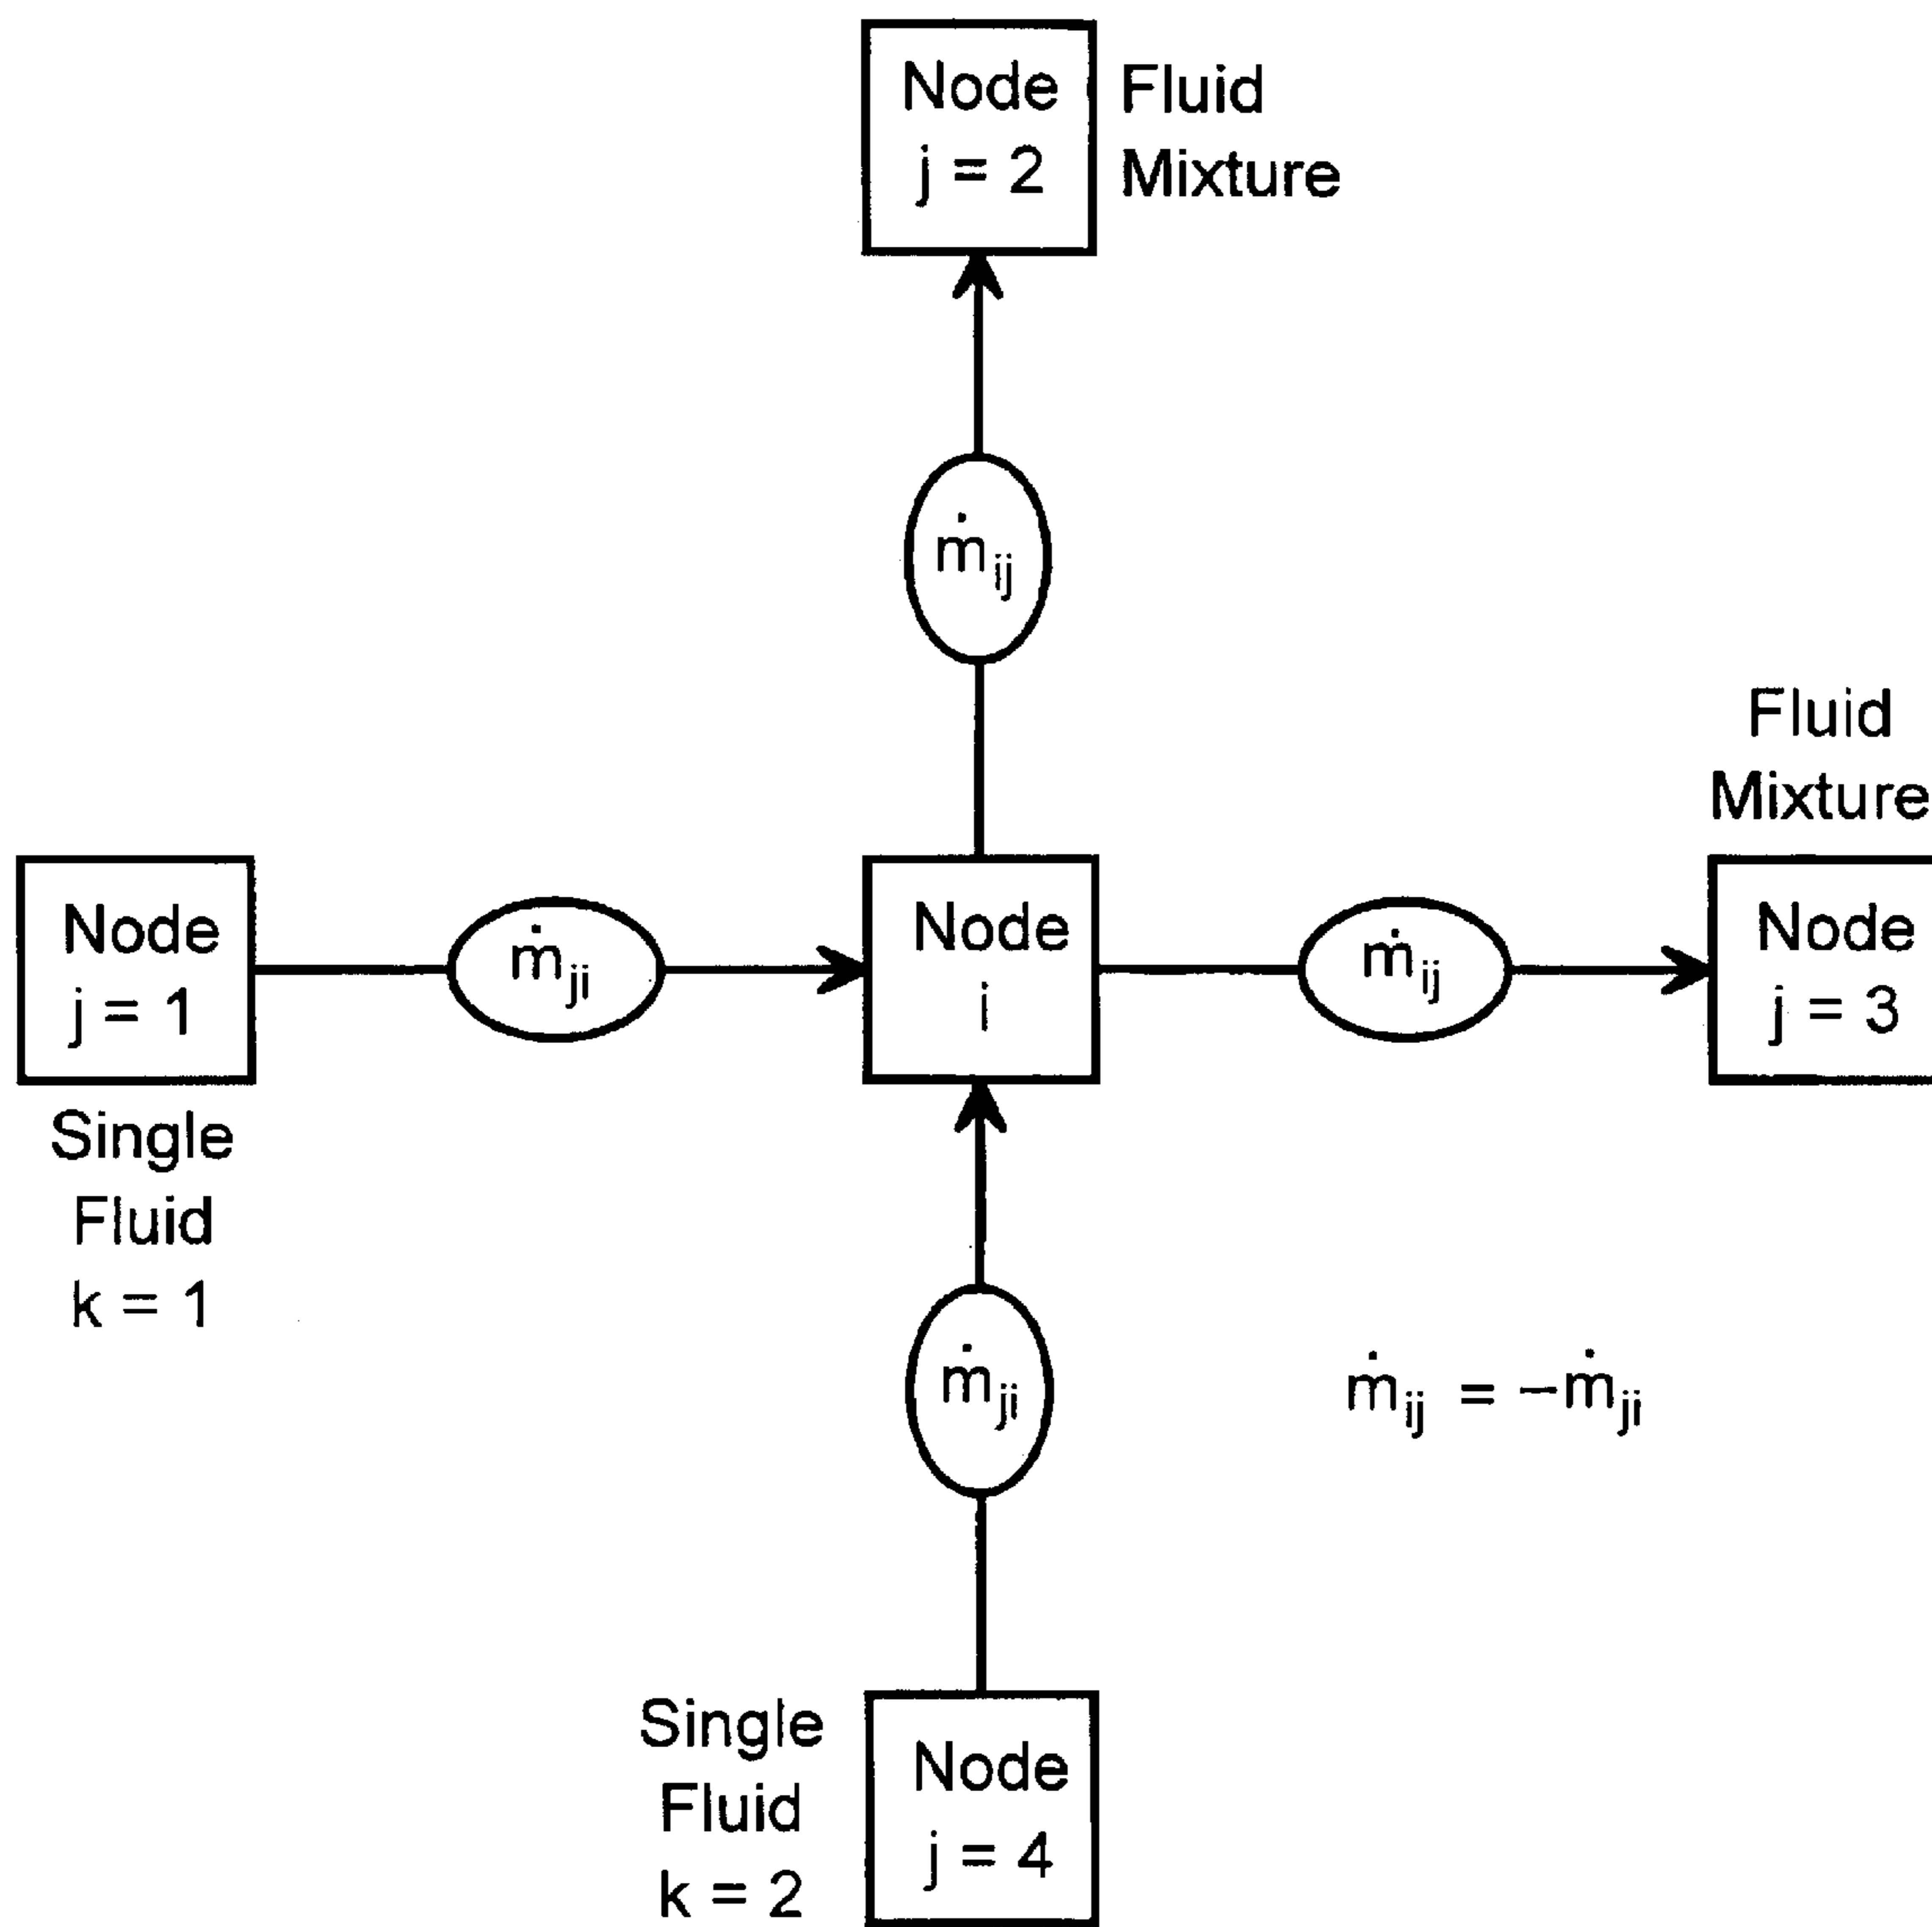 Node
j = 2
Fluid
Mixture
ṁij
Fluid
Mixture
Node
j = 1
ṁji
Node
i
ṁij
Node
j = 3
Single
Fluid
k = 1
ṁji
ṁij = −ṁji
Single
Fluid
k = 2
Node
j = 4